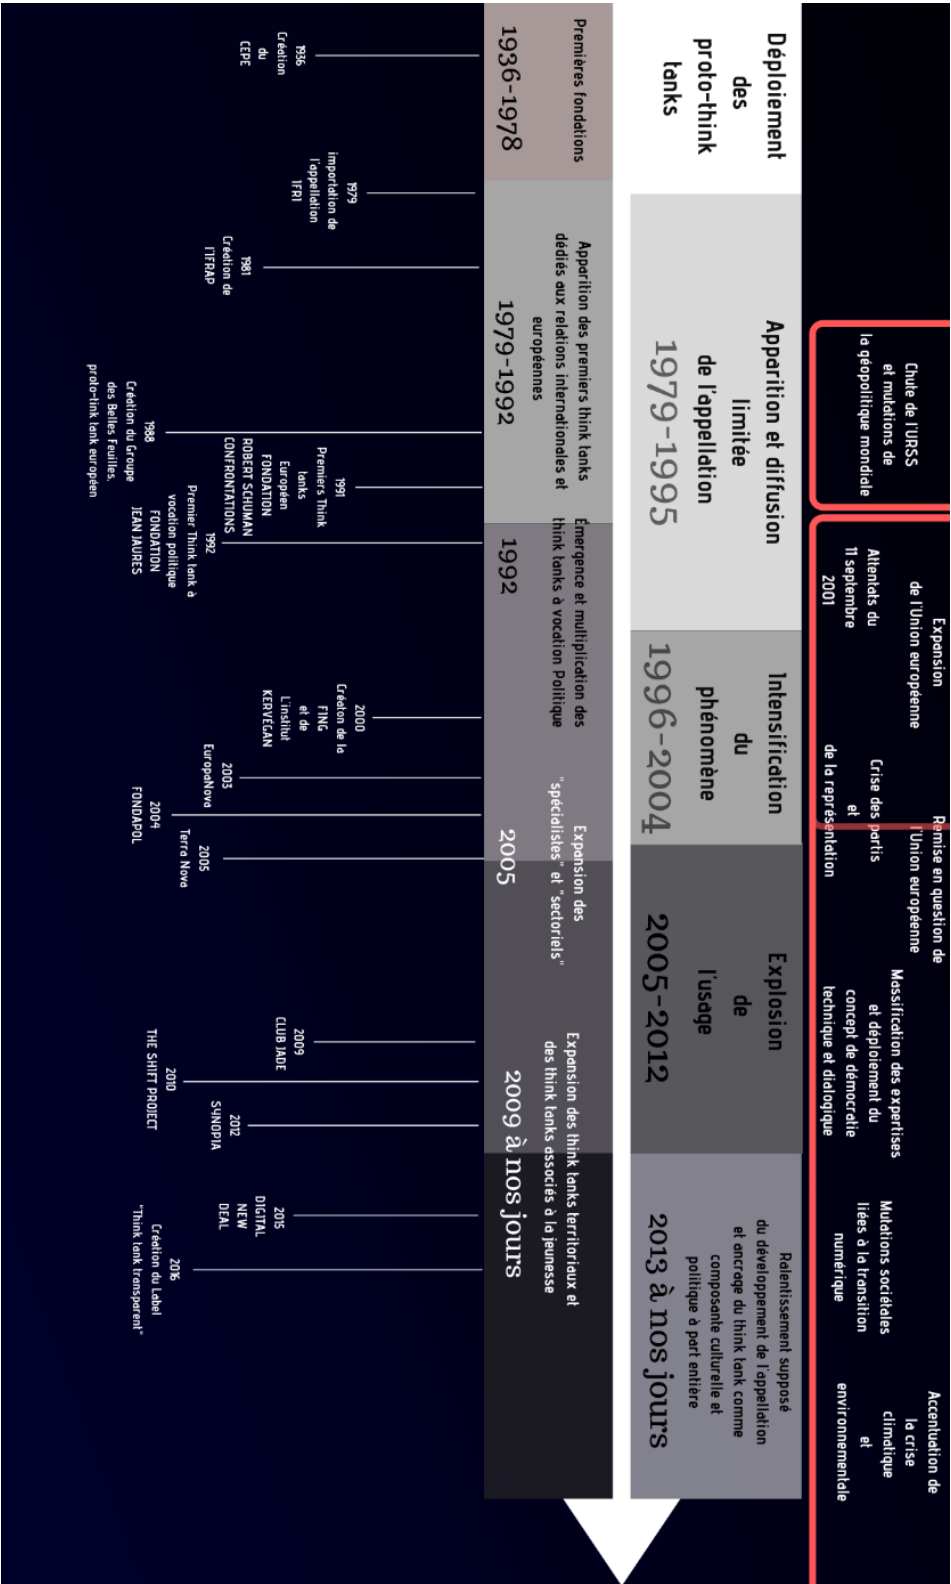 Chute de l'URSS
et mutations de
la géopolitique mondiale
Expansion
de l'Union européenne
Attentats du
11 septembre
2001
Remise en question de
l'Union européenne
Crise des partis
et
de la représentation
Massification des expertises
et déploiement du
concept de démocratie
technique et dialogique
Mutations sociétales
liées à la transition
numérique
Accentuation de
la crise
climatique
et
environnementale
Déploiement
des
proto-think
tanks
Apparition et diffusion
limitée
de l'appellation
1979-1995
Intensification
du
phénomène
1996-2004
Explosion
de
l'usage
2005-2012
Ralentissement supposé
du développement de l'appellation
et ancrage du think tank comme
composante culturelle et
politique à part entière
2013 à nos jours
Premières fondations
1936-1978
Apparition des premiers think tanks
dédiés aux relations internationales et
européennes
1979-1992
Émergence et multiplication des
think tanks à vocation Politique
1992
Expansion des
"spécialistes" et "sectoriels"
2005
Expansion des think tanks territoriaux et
des think tanks associés à la jeunesse
2009 à nos jours
1936
Création
du
CEPE
1979
importation de
l'appellation
IFRI
1981
Création de
l'IFRAP
1988
Création du Groupe
des Belles Feuilles,
proto-tink tank européen
1991
Premiers Think
tanks
Européen
FONDATION
ROBERT SCHUMAN
CONFRONTATIONS
1992
Premier Think tank à
vocation politique
FONDATION
JEAN JAURES
2000
Créaton de la
FING
et de
L'institut
KERVÉGAN
2003
EuropaNova
2004
FONDAPOL
2005
Terra Nova
2009
CLUB JADE
2010
THE SHIFT PROJECT
2012
SYNOPIA
2015
DIGITAL
NEW
DEAL
2016
Création du Label
"Think tank transparent"